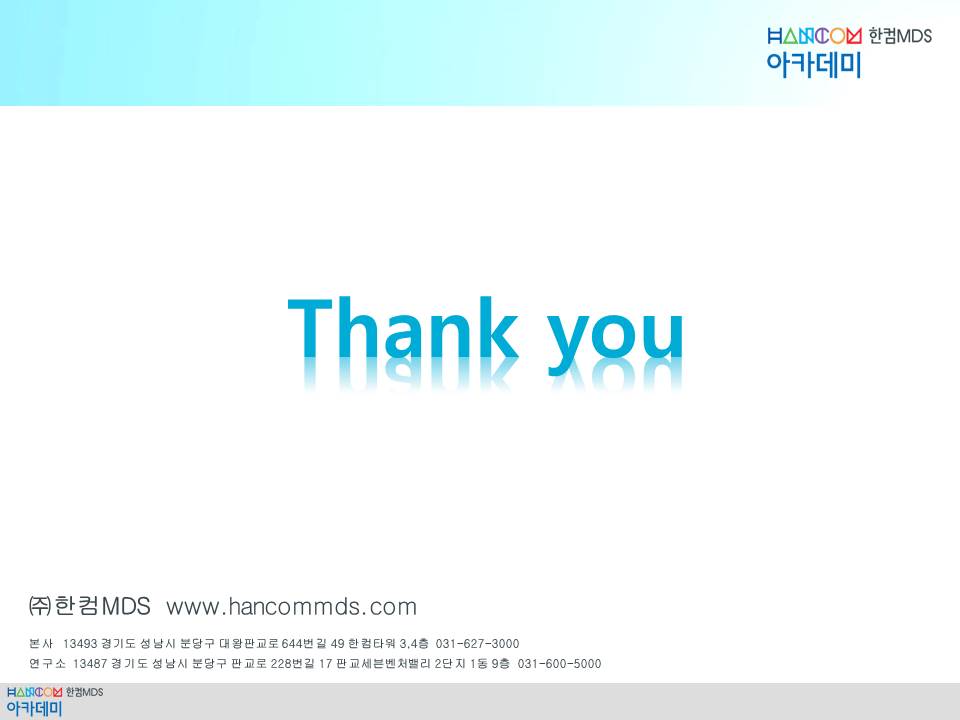 HANCOM 한컴MDS
아카데미
Thank you
㈜한컴MDS www.hancommds.com
본사 13493 경기도 성남시 분당구 대왕판교로 644번길 49 한컴타워 3,4층 031-627-3000
연구소 13487 경기도 성남시 분당구 판교로 228번길 17 판교세븐벤처밸리 2단지 1동 9층 031-600-5000
HANCOM 한컴MDS
아카데미